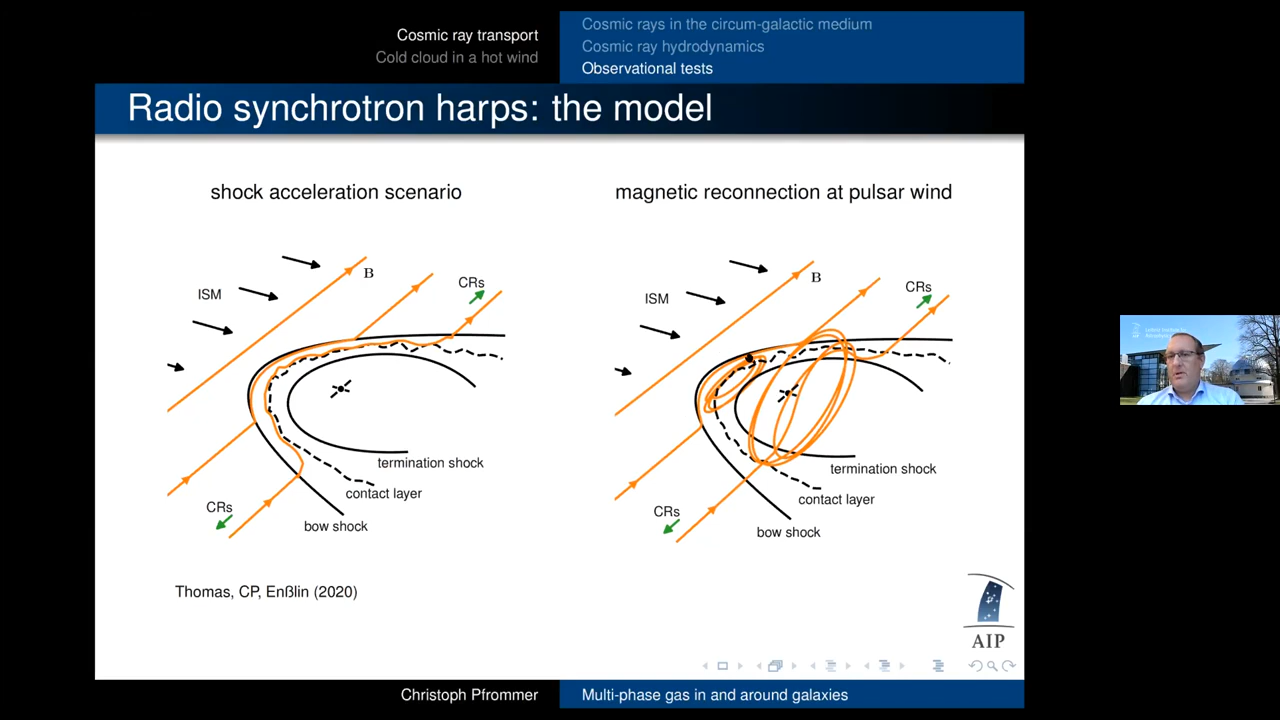 Cosmic ray transport
Cold cloud in a hot wind
Cosmic rays in the circum-galactic medium
Cosmic ray hydrodynamics
Observational tests
Radio synchrotron harps: the model
shock acceleration scenario
magnetic reconnection at pulsar wind
B
CRs
ISM
termination shock
contact layer
CRs
bow shock
B
CRs
ISM
termination shock
contact layer
CRs
bow shock
Thomas, CP, Enßlin (2020)
AIP
Christoph Pfrommer
Multi-phase gas in and around galaxies